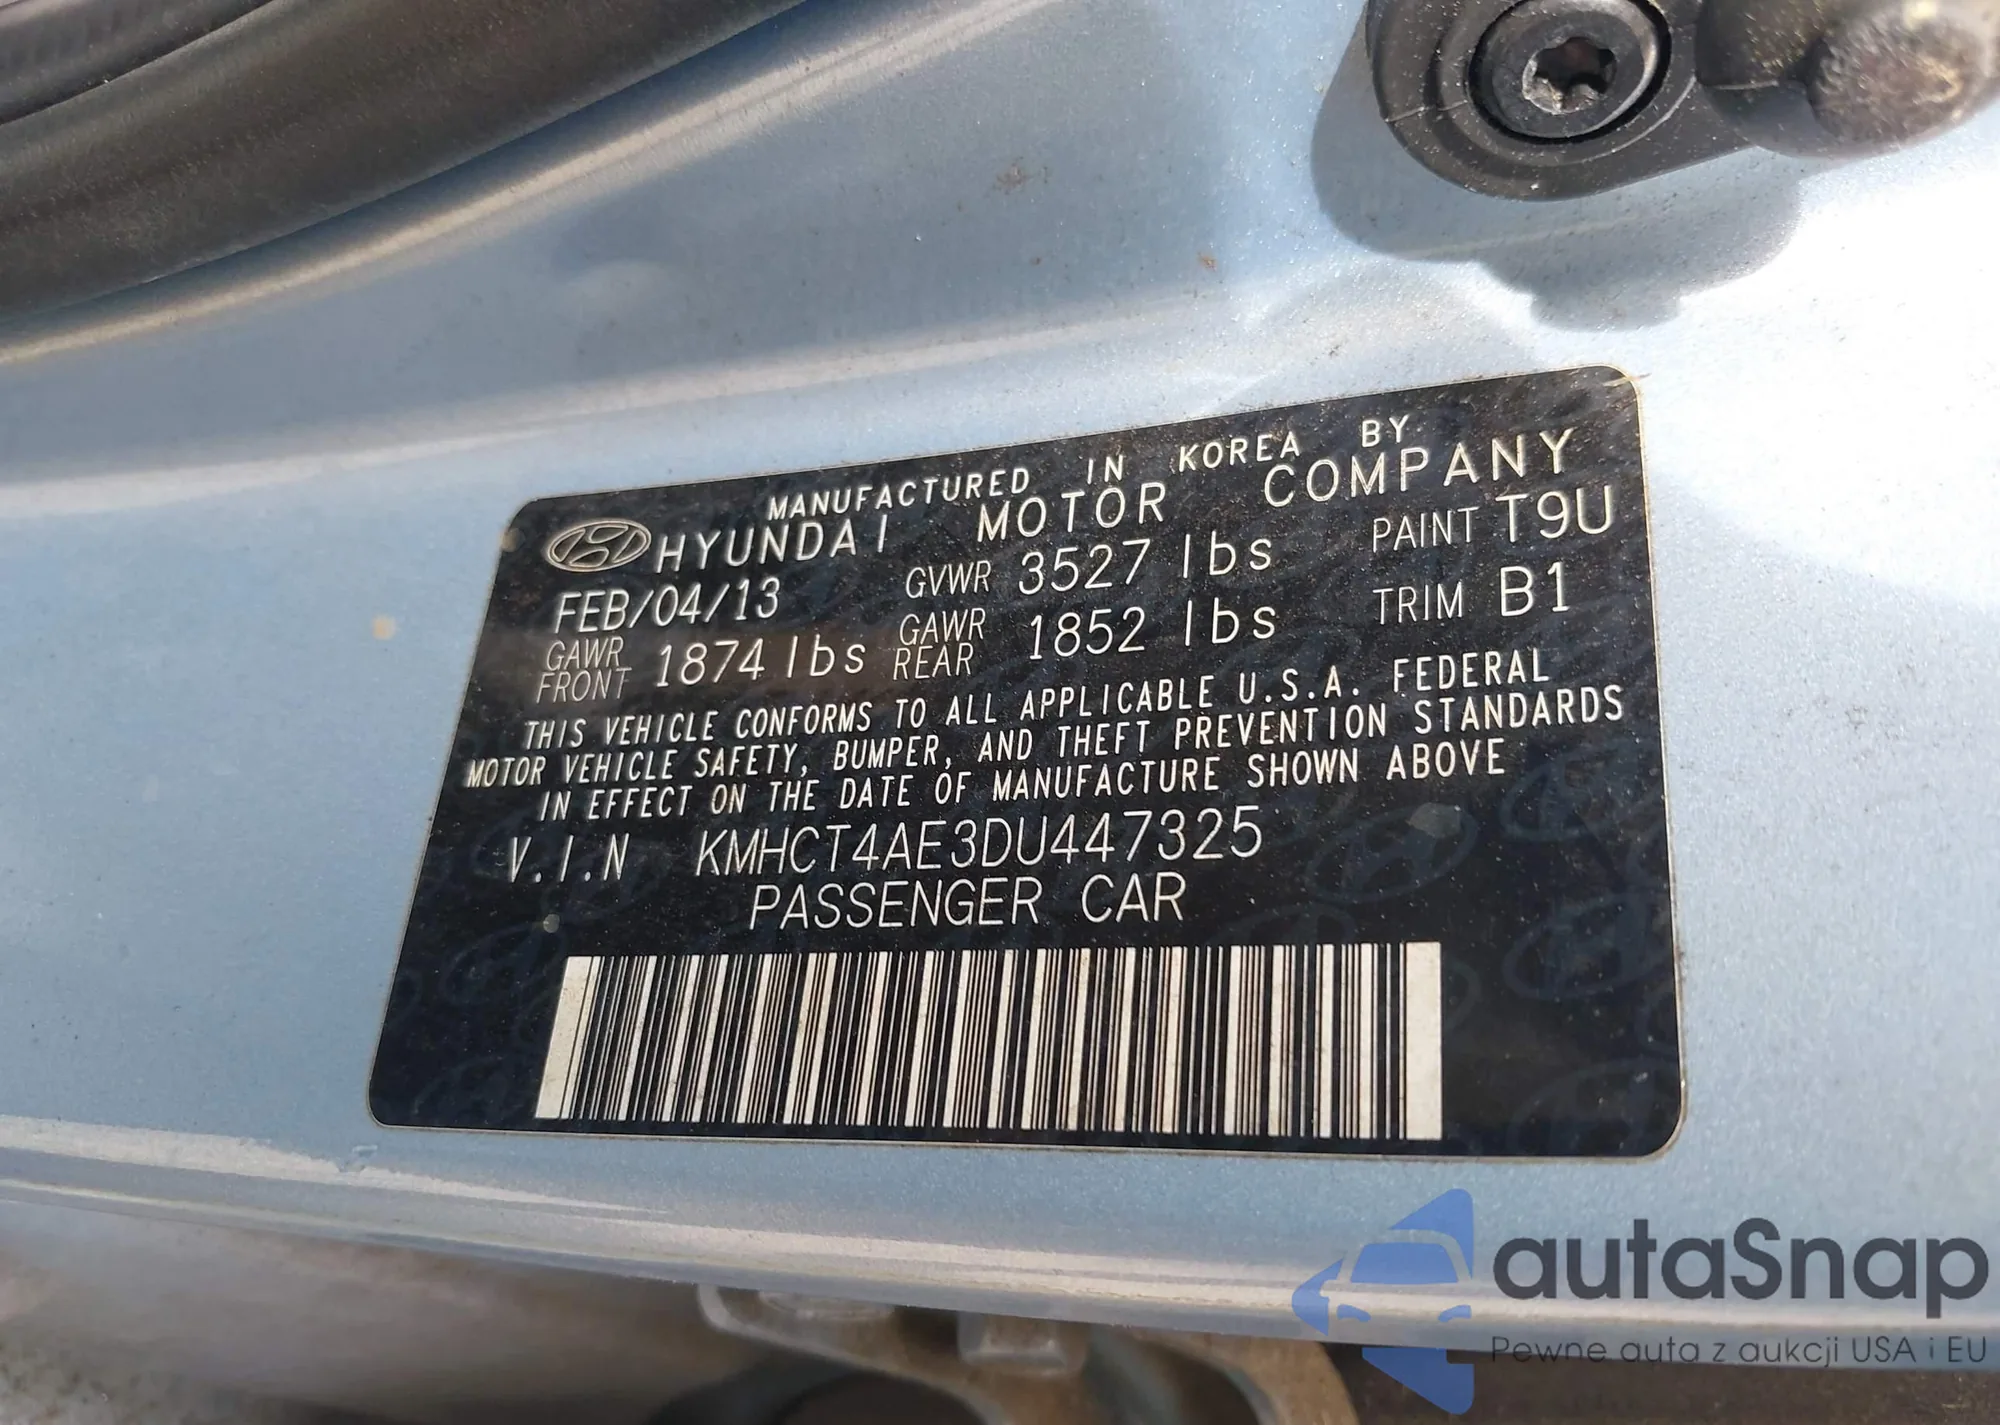 MANUFACTURED IN KOREA BY
HYUNDAI MOTOR COMPANY
FEB/04/13 GVWR 3527 lbs PAINT T9U
GAWR FRONT 1874 lbs GAWR REAR 1852 lbs TRIM B1
THIS VEHICLE CONFORMS TO ALL APPLICABLE U.S.A. FEDERAL
MOTOR VEHICLE SAFETY, BUMPER, AND THEFT PREVENTION STANDARDS
IN EFFECT ON THE DATE OF MANUFACTURE SHOWN ABOVE
V.I.N KMHCT4AE3DU447325
PASSENGER CAR
autaSnap
Pewne auta z aukcji USA i EU